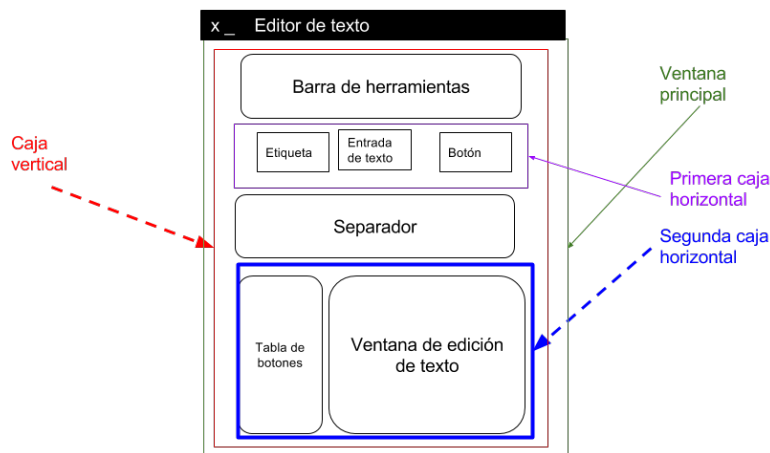 x _ Editor de texto
Barra de herramientas
Ventana
principal
Caja
vertical
Etiqueta
Entrada
de texto
Botón
Primera caja
horizontal
Separador
Segunda caja
horizontal
Tabla de
botones
Ventana de edición
de texto